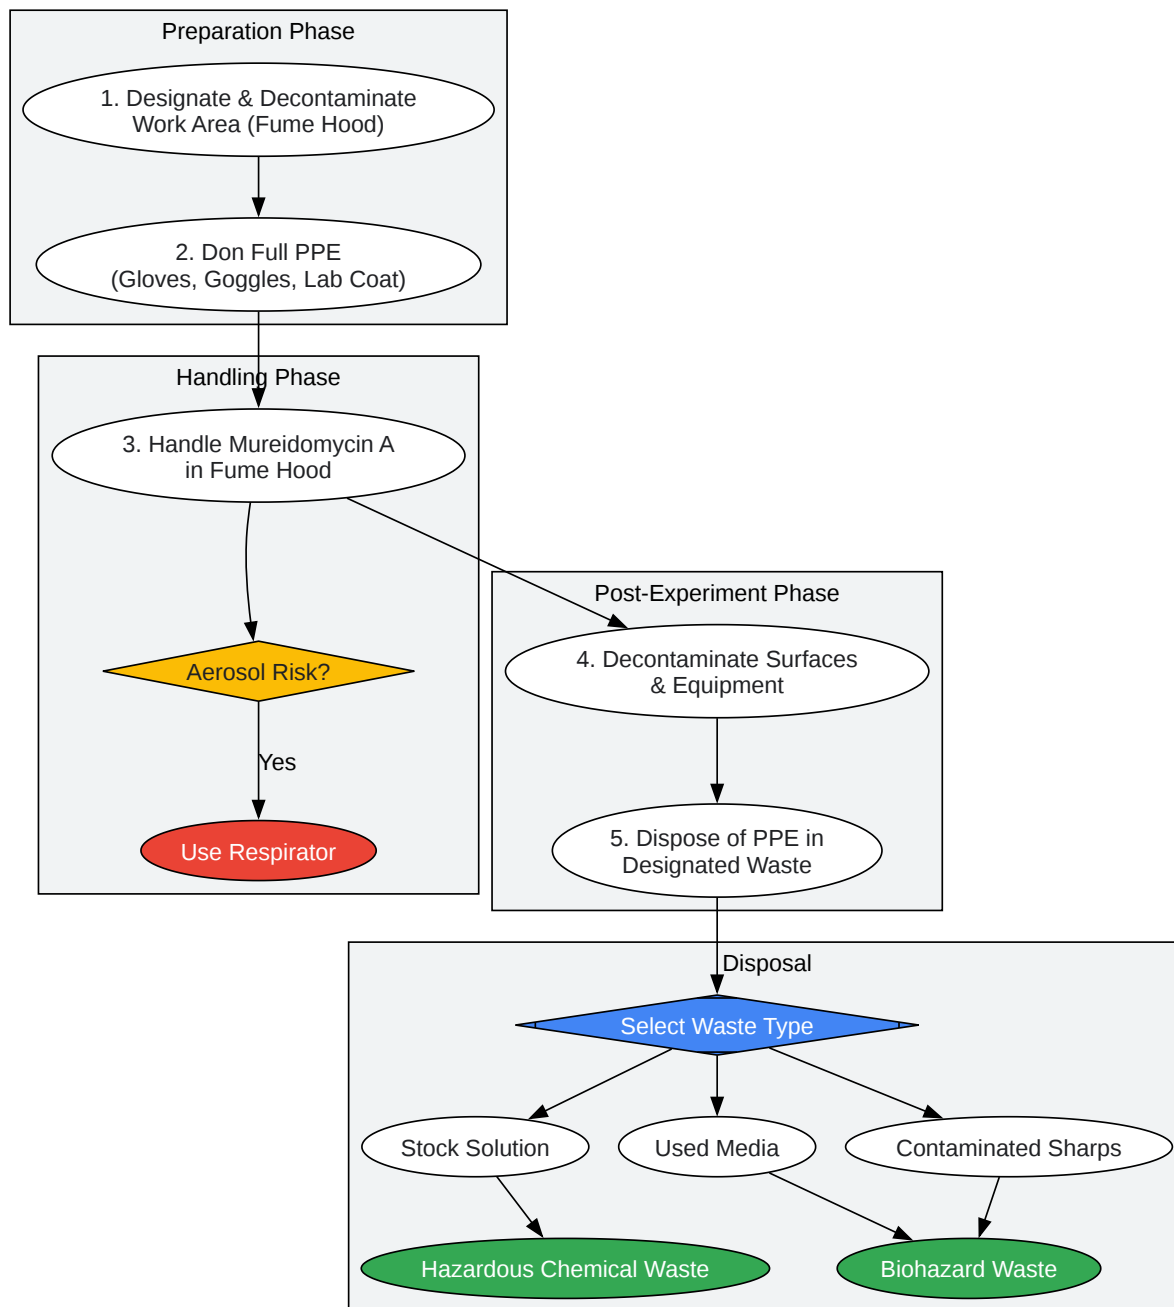 Preparation Phase
1. Designate & Decontaminate
Work Area (Fume Hood)
2. Don Full PPE
(Gloves, Goggles, Lab Coat)
Handling Phase
3. Handle Mureidomycin A
in Fume Hood
Aerosol Risk?
Yes
Use Respirator
Post-Experiment Phase
4. Decontaminate Surfaces
& Equipment
5. Dispose of PPE in
Designated Waste
Disposal
Select Waste Type
Stock Solution
Used Media
Contaminated Sharps
Hazardous Chemical Waste
Biohazard Waste